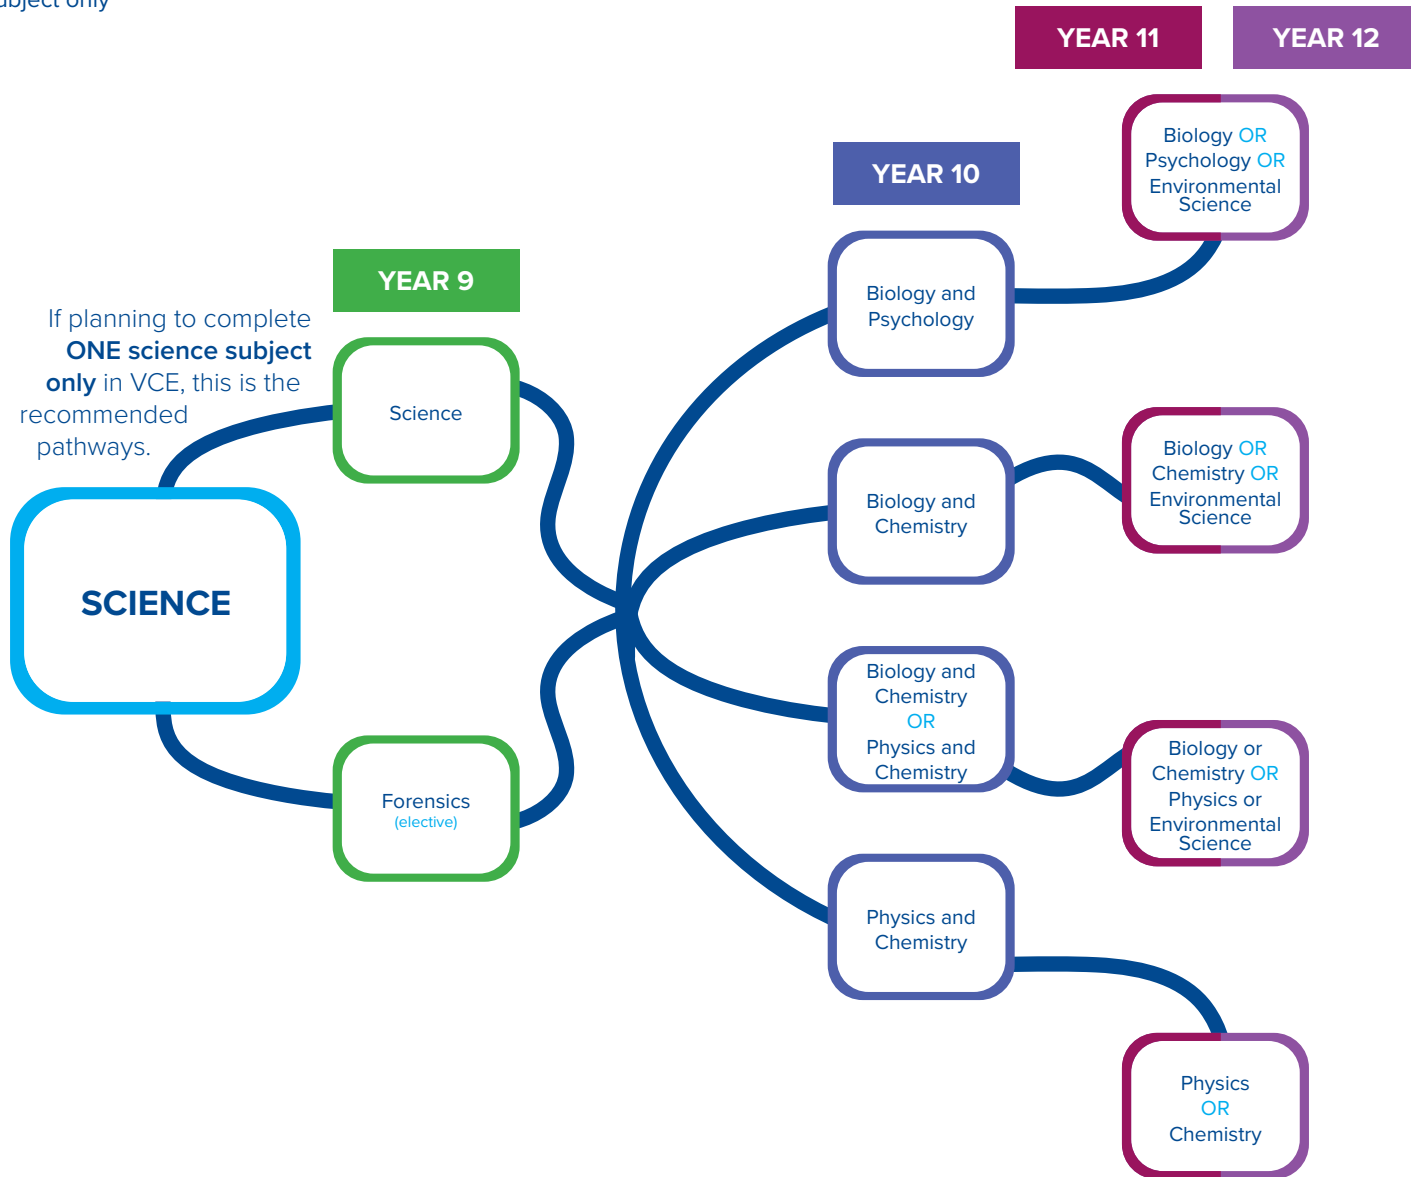 subject only
YEAR 11
YEAR 12
Biology OR
Psychology OR
Environmental
Science
YEAR 10
Biology and
Psychology
YEAR 9
If planning to complete
ONE science subject
only in VCE, this is the
recommended
pathways.
Science
Biology OR
Chemistry OR
Environmental
Science
Biology and
Chemistry
SCIENCE
Biology and
Chemistry
OR
Physics and
Chemistry
Biology or
Chemistry OR
Physics or
Environmental
Science
Forensics
(elective)
Physics and
Chemistry
Physics
OR
Chemistry